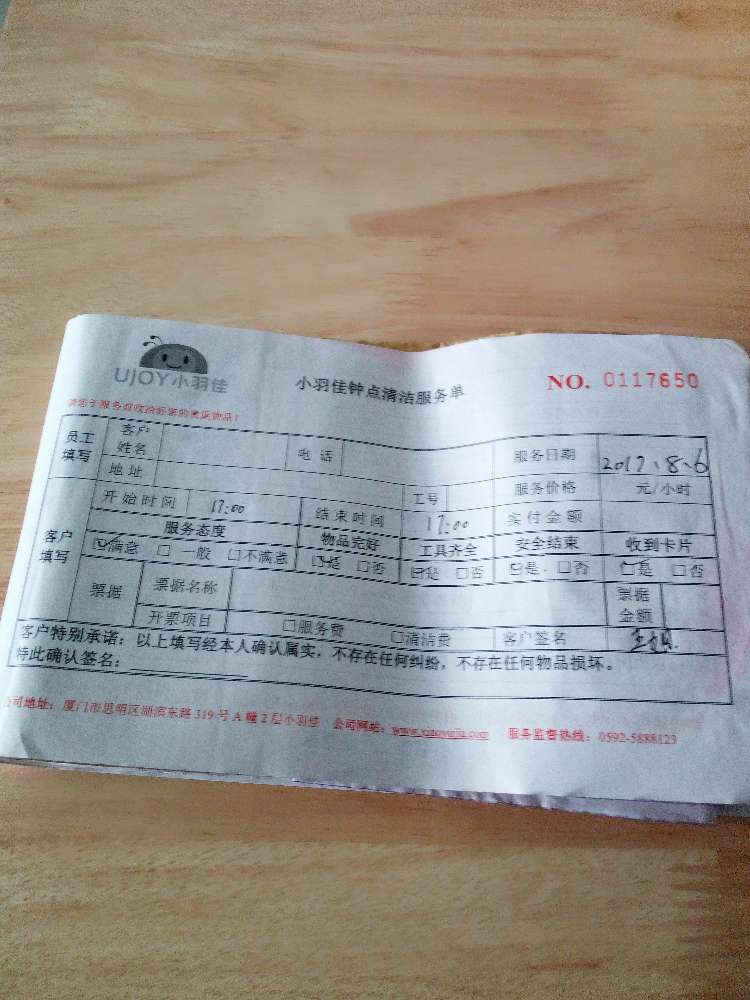 UJOY小羽佳
小羽佳钟点清洁服务单
NO. 0117650
员工填写 客户姓名 电话 服务日期 2017、8、6
地址 工号 服务价格 元/小时
客户填写 开始时间 17:00 结束时间 17:00 实付金额
服务态度 物品完好 工具齐全 安全结束 收到卡片
☑满意 □一般 □不满意 ☑是 □否 ☑是 □否 ☑是 □否 ☑是 □否
票据 票据名称 票据金额
开票项目 □服务费 □清洁费 客户签名
客户特别承诺：以上填写经本人确认属实，不存在任何纠纷，不存在任何物品损坏。
特此确认签名：
公司地址：厦门市思明区湖滨东路319号A幢2层小羽佳 公司网站：www.xiaoyujia.com 服务监督热线：0592-5888123